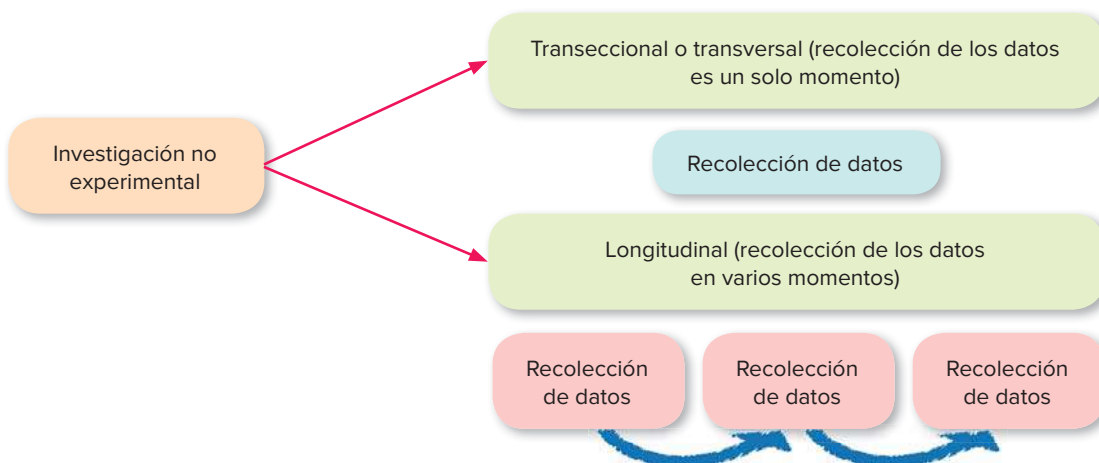 Transeccional o transversal (recolección de los datos
es un solo momento)
Investigación no
experimental
Recolección de datos
Longitudinal (recolección de los datos
en varios momentos)
Recolección
de datos
Recolección
de datos
Recolección
de datos